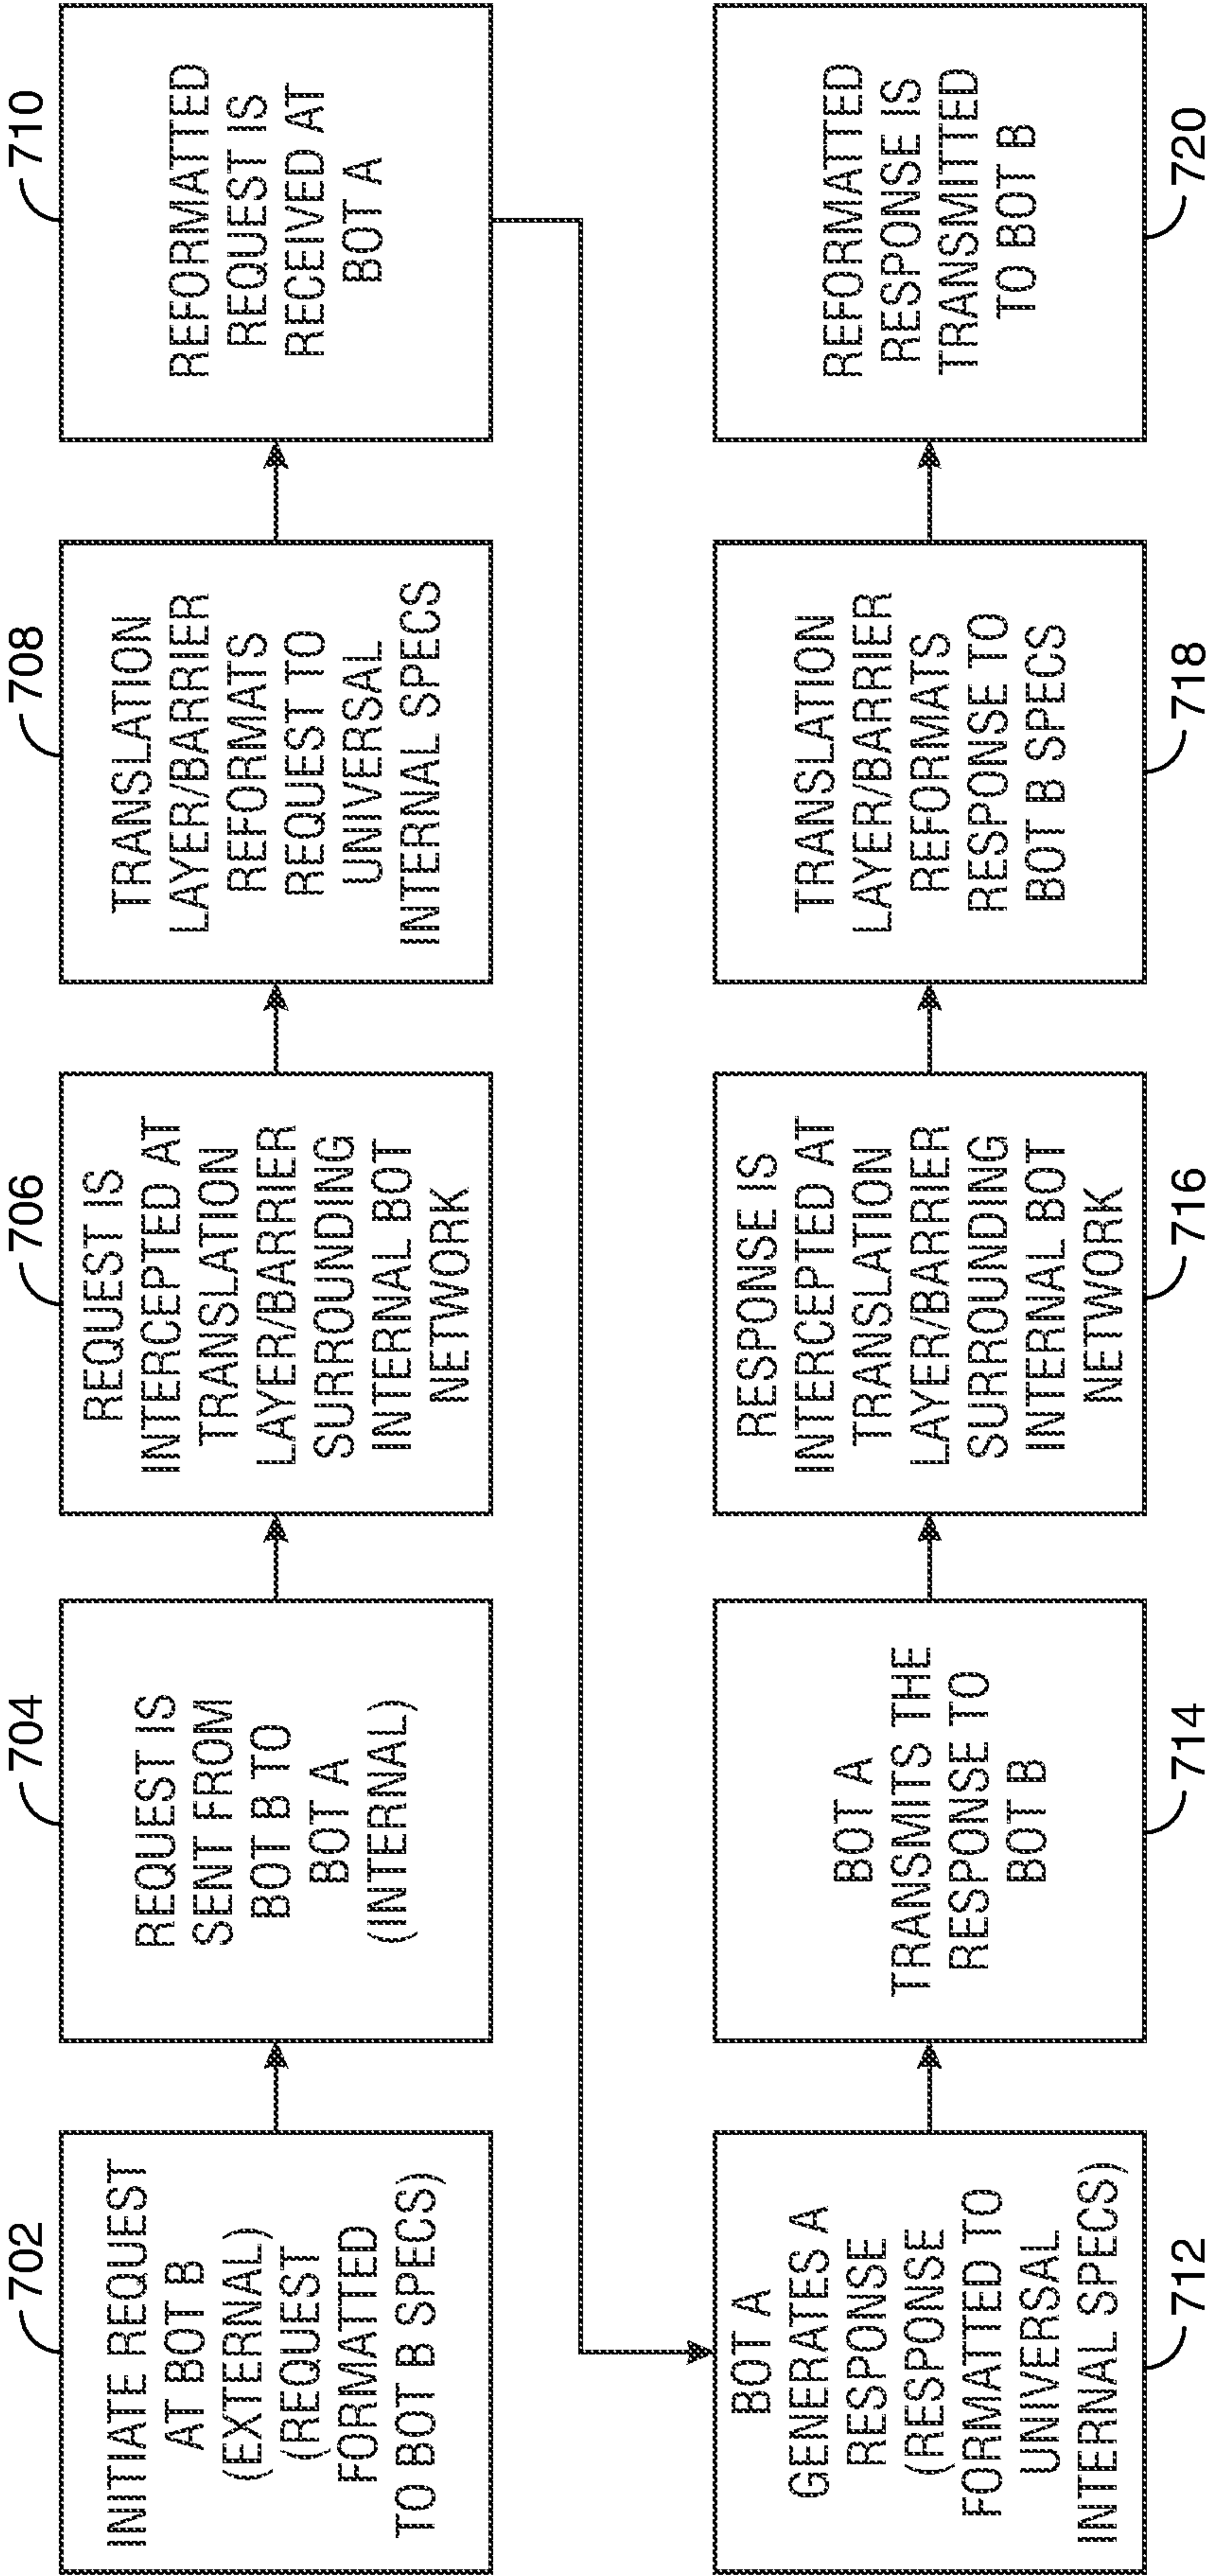 702
INITIATE REQUEST
AT BOT B
(EXTERNAL)
(REQUEST
FORMATTED
TO BOT B SPECS)
704
REQUEST IS
SENT FROM
BOT B TO
BOT A
(INTERNAL)
706
REQUEST IS
INTERCEPTED AT
TRANSLATION
LAYER/BARRIER
SURROUNDING
INTERNAL BOT
NETWORK
708
TRANSLATION
LAYER/BARRIER
REFORMATS
REQUEST TO
UNIVERSAL
INTERNAL SPECS
710
REFORMATTED
REQUEST IS
RECEIVED AT
BOT A
BOT A
GENERATES A
RESPONSE
(RESPONSE
FORMATTED TO
UNIVERSAL
INTERNAL SPECS)
712
BOT A
TRANSMITS THE
RESPONSE TO
BOT B
714
RESPONSE IS
INTERCEPTED AT
TRANSLATION
LAYER/BARRIER
SURROUNDING
INTERNAL BOT
NETWORK
716
TRANSLATION
LAYER/BARRIER
REFORMATS
RESPONSE TO
BOT B SPECS
718
REFORMATTED
RESPONSE IS
TRANSMITTED
TO BOT B
720